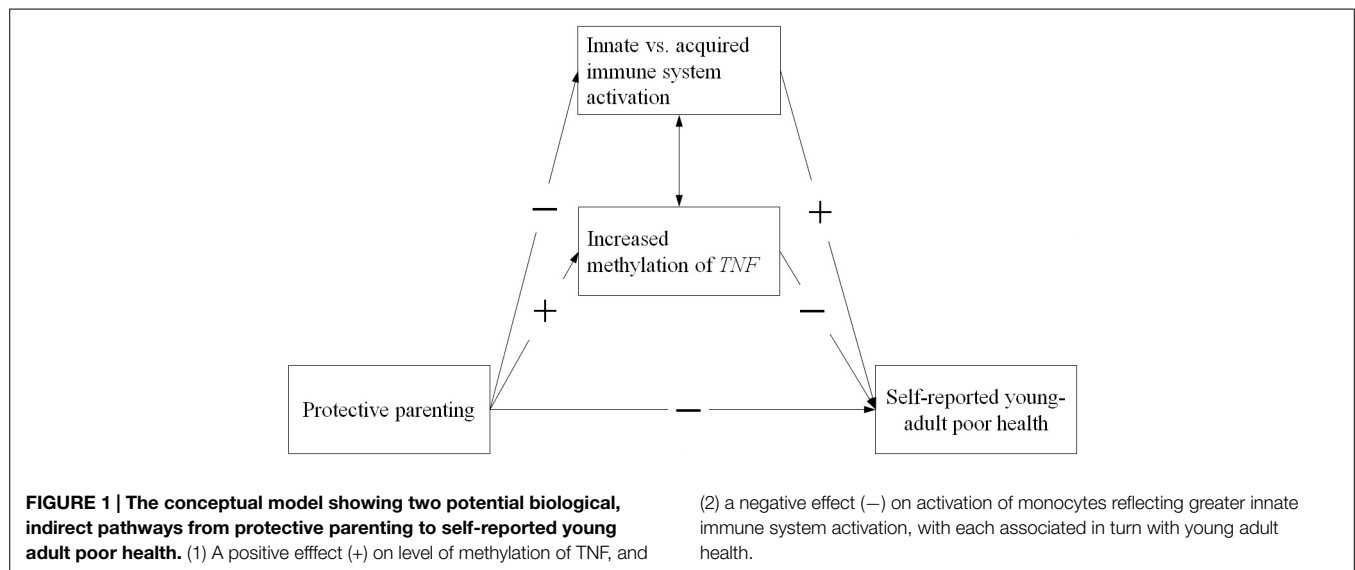 Innate vs. acquired
immune system
activation
−
+
Increased
methylation of TNF
+
−
Protective parenting
−
Self-reported young-
adult poor health
FIGURE 1 | The conceptual model showing two potential biological,
indirect pathways from protective parenting to self-reported young
adult poor health. (1) A positive efffect (+) on level of methylation of TNF, and
(2) a negative effect (−) on activation of monocytes reflecting greater innate
immune system activation, with each associated in turn with young adult
health.